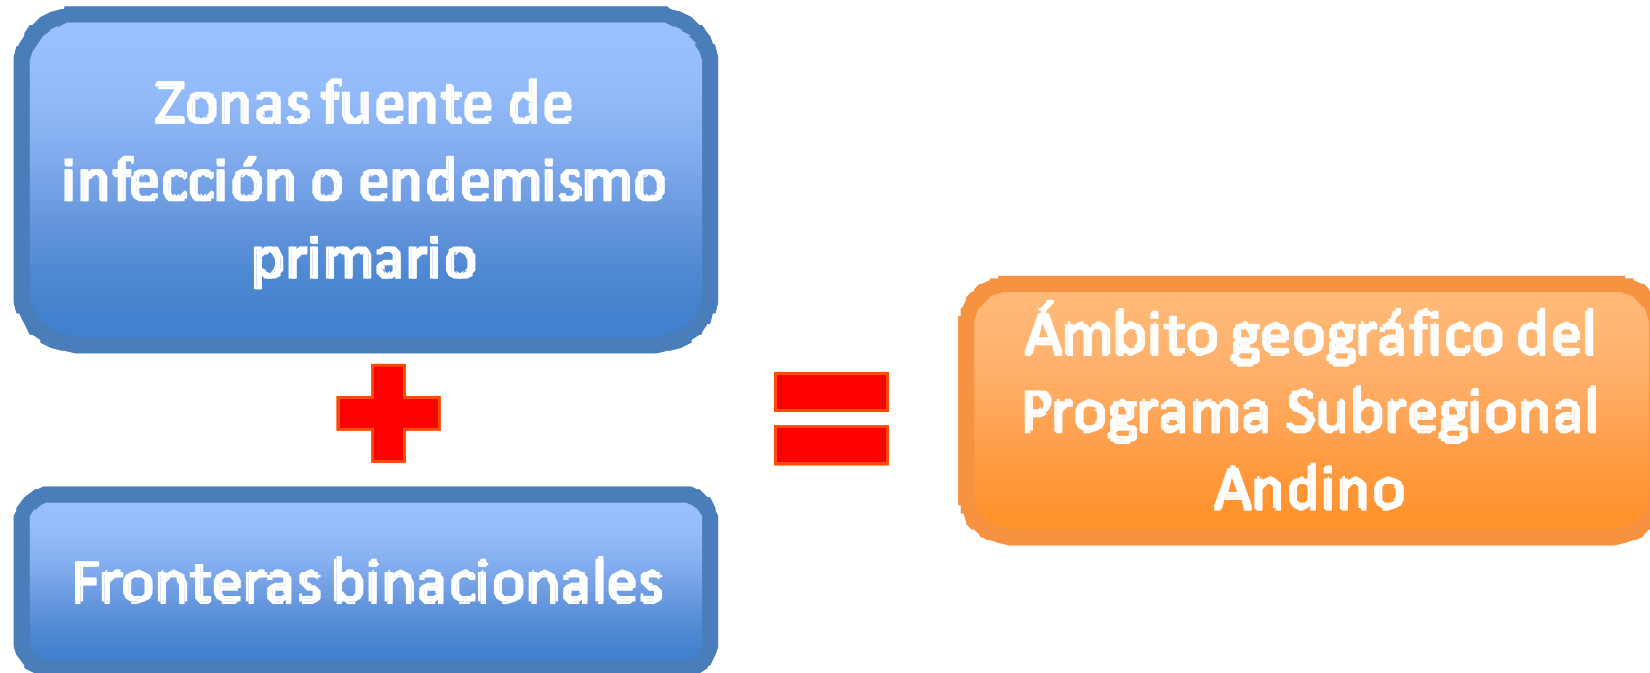 Zonas fuente de
infección o endemismo
primario
Fronteras binacionales
Ámbito geográfico del
Programa Subregional
Andino